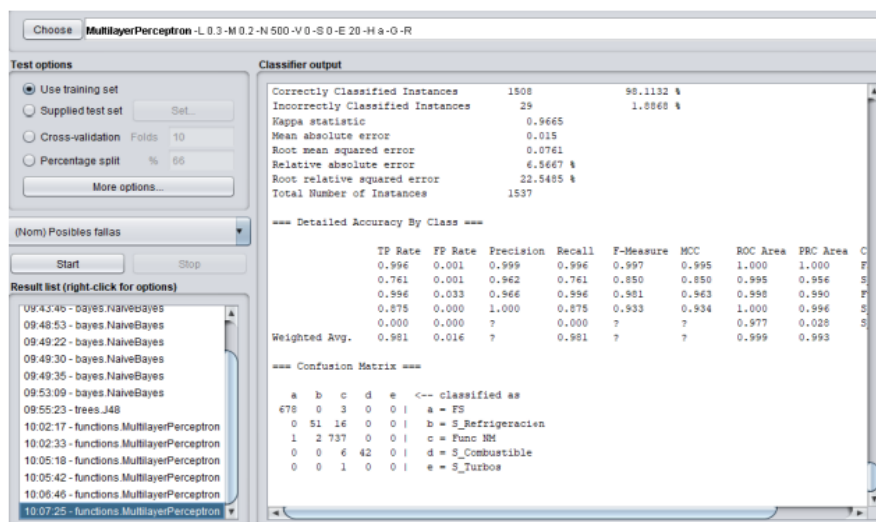 Choose MultilayerPerceptron -L 0.3 -M 0.2 -N 500 -V 0 -S 0 -E 20 -H a -G -R
Test options
Use training set
Supplied test set Set...
Cross-validation Folds 10
Percentage split % 66
More options...
(Nom) Posibles fallas
Start Stop
Result list (right-click for options)
09:43:46 - bayes.NaiveBayes
09:48:53 - bayes.NaiveBayes
09:49:22 - bayes.NaiveBayes
09:49:30 - bayes.NaiveBayes
09:49:35 - bayes.NaiveBayes
09:53:09 - bayes.NaiveBayes
09:55:23 - trees.J48
10:02:17 - functions.MultilayerPerceptron
10:02:33 - functions.MultilayerPerceptron
10:05:18 - functions.MultilayerPerceptron
10:05:42 - functions.MultilayerPerceptron
10:06:46 - functions.MultilayerPerceptron
10:07:25 - functions.MultilayerPerceptron
Classifier output
Correctly Classified Instances 1508 98.1132 %
Incorrectly Classified Instances 29 1.8868 %
Kappa statistic 0.9665
Mean absolute error 0.015
Root mean squared error 0.0761
Relative absolute error 6.5667 %
Root relative squared error 22.5485 %
Total Number of Instances 1537
=== Detailed Accuracy By Class ===
TP Rate FP Rate Precision Recall F-Measure MCC ROC Area PRC Area C
0.996 0.001 0.999 0.996 0.997 0.995 1.000 1.000 F
0.761 0.001 0.962 0.761 0.850 0.850 0.995 0.956 S
0.996 0.033 0.966 0.996 0.981 0.963 0.998 0.990 F
0.875 0.000 1.000 0.875 0.933 0.934 1.000 0.996 S
0.000 0.000 ? 0.000 ? ? 0.977 0.028 S
Weighted Avg. 0.981 0.016 ? 0.981 ? ? 0.999 0.993
=== Confusion Matrix ===
a b c d e <-- classified as
678 0 3 0 0 | a = FS
0 51 16 0 0 | b = S_Refrigeración
1 2 737 0 0 | c = Func NM
0 0 6 42 0 | d = S_Combustible
0 0 1 0 0 | e = S_Turbos